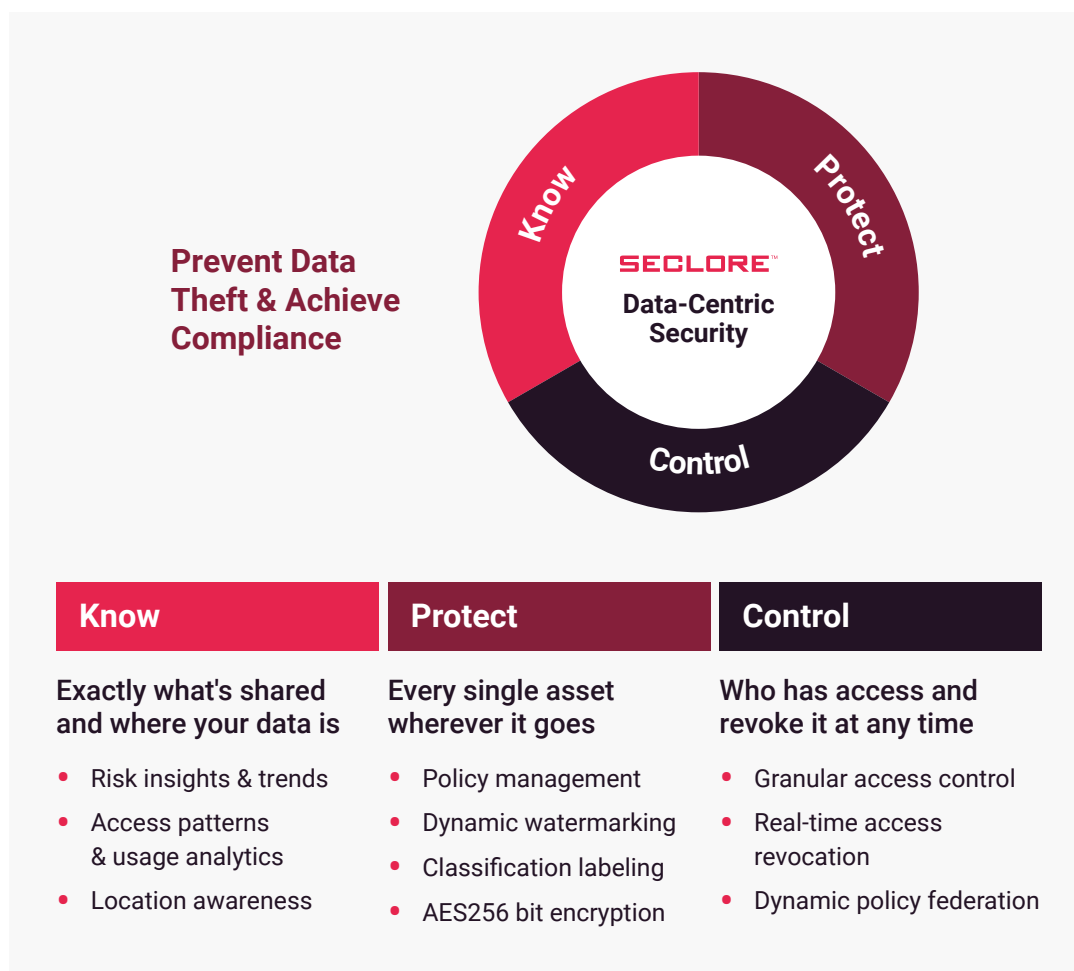 Know
Protect
Prevent Data
Theft & Achieve
Compliance
SECLORE™
Data-Centric
Security
Control
Know
Exactly what's shared
and where your data is
• Risk insights & trends
• Access patterns
& usage analytics
• Location awareness
Protect
Every single asset
wherever it goes
• Policy management
• Dynamic watermarking
• Classification labeling
• AES256 bit encryption
Control
Who has access and
revoke it at any time
• Granular access control
• Real-time access
revocation
• Dynamic policy federation